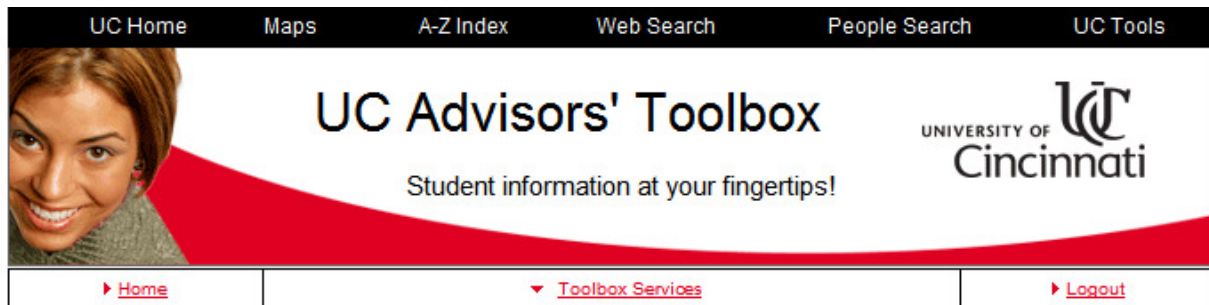 UC Home Maps A-Z Index Web Search People Search UC Tools
UC Advisors' Toolbox
Student information at your fingertips!
UC
UNIVERSITY OF
Cincinnati
Home Toolbox Services Logout